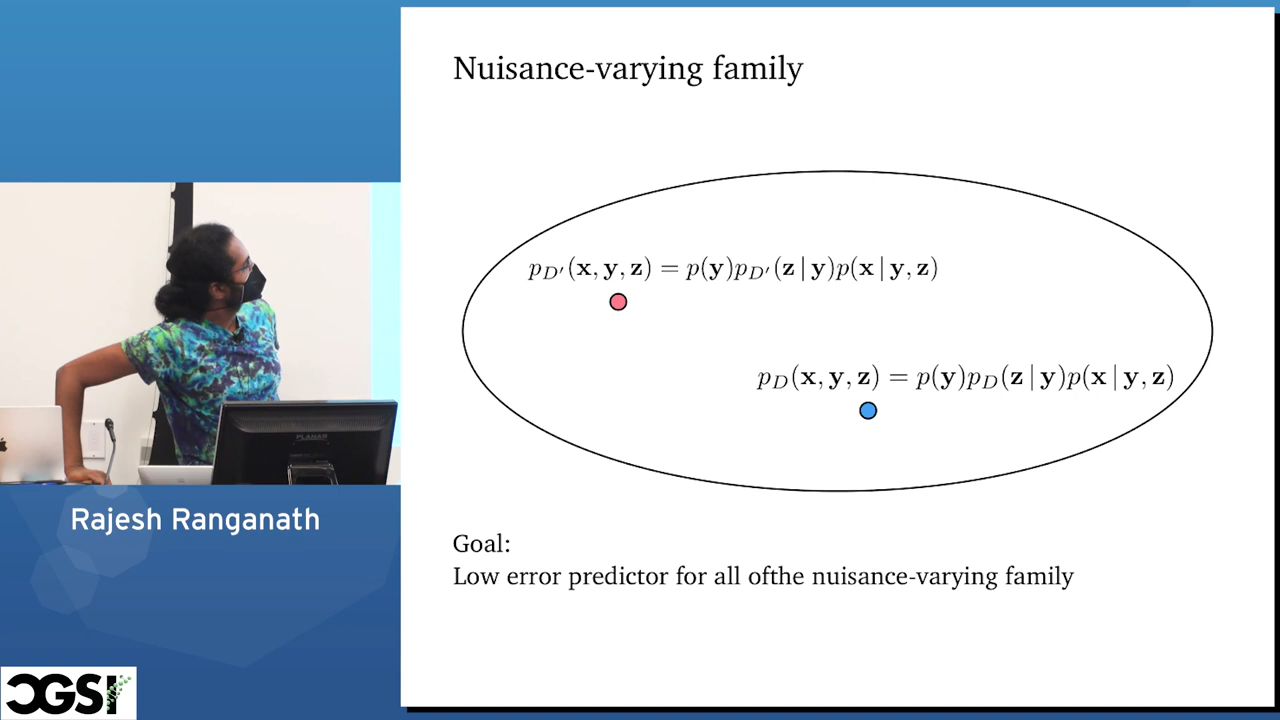 Nuisance-varying family
p_{D'}(x, y, z) = p(y)p_{D'}(z | y)p(x | y, z)
p_D(x, y, z) = p(y)p_D(z | y)p(x | y, z)
Goal:
Low error predictor for all ofthe nuisance-varying family
PLANAR
Rajesh Ranganath
CGSI